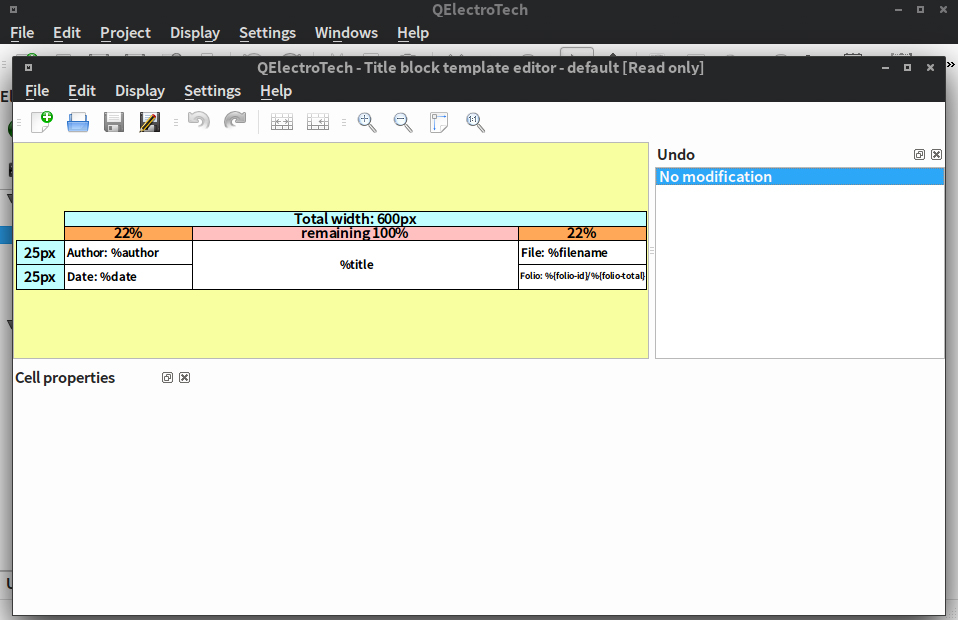 QElectroTech
File Edit Project Display Settings Windows Help
QElectroTech - Title block template editor - default [Read only]
File Edit Display Settings Help
Undo
No modification
Total width: 600px
22% remaining 100% 22%
25px Author: %author %title File: %filename
25px Date: %date Folio: %{folio-id}/%{folio-total}
Cell properties